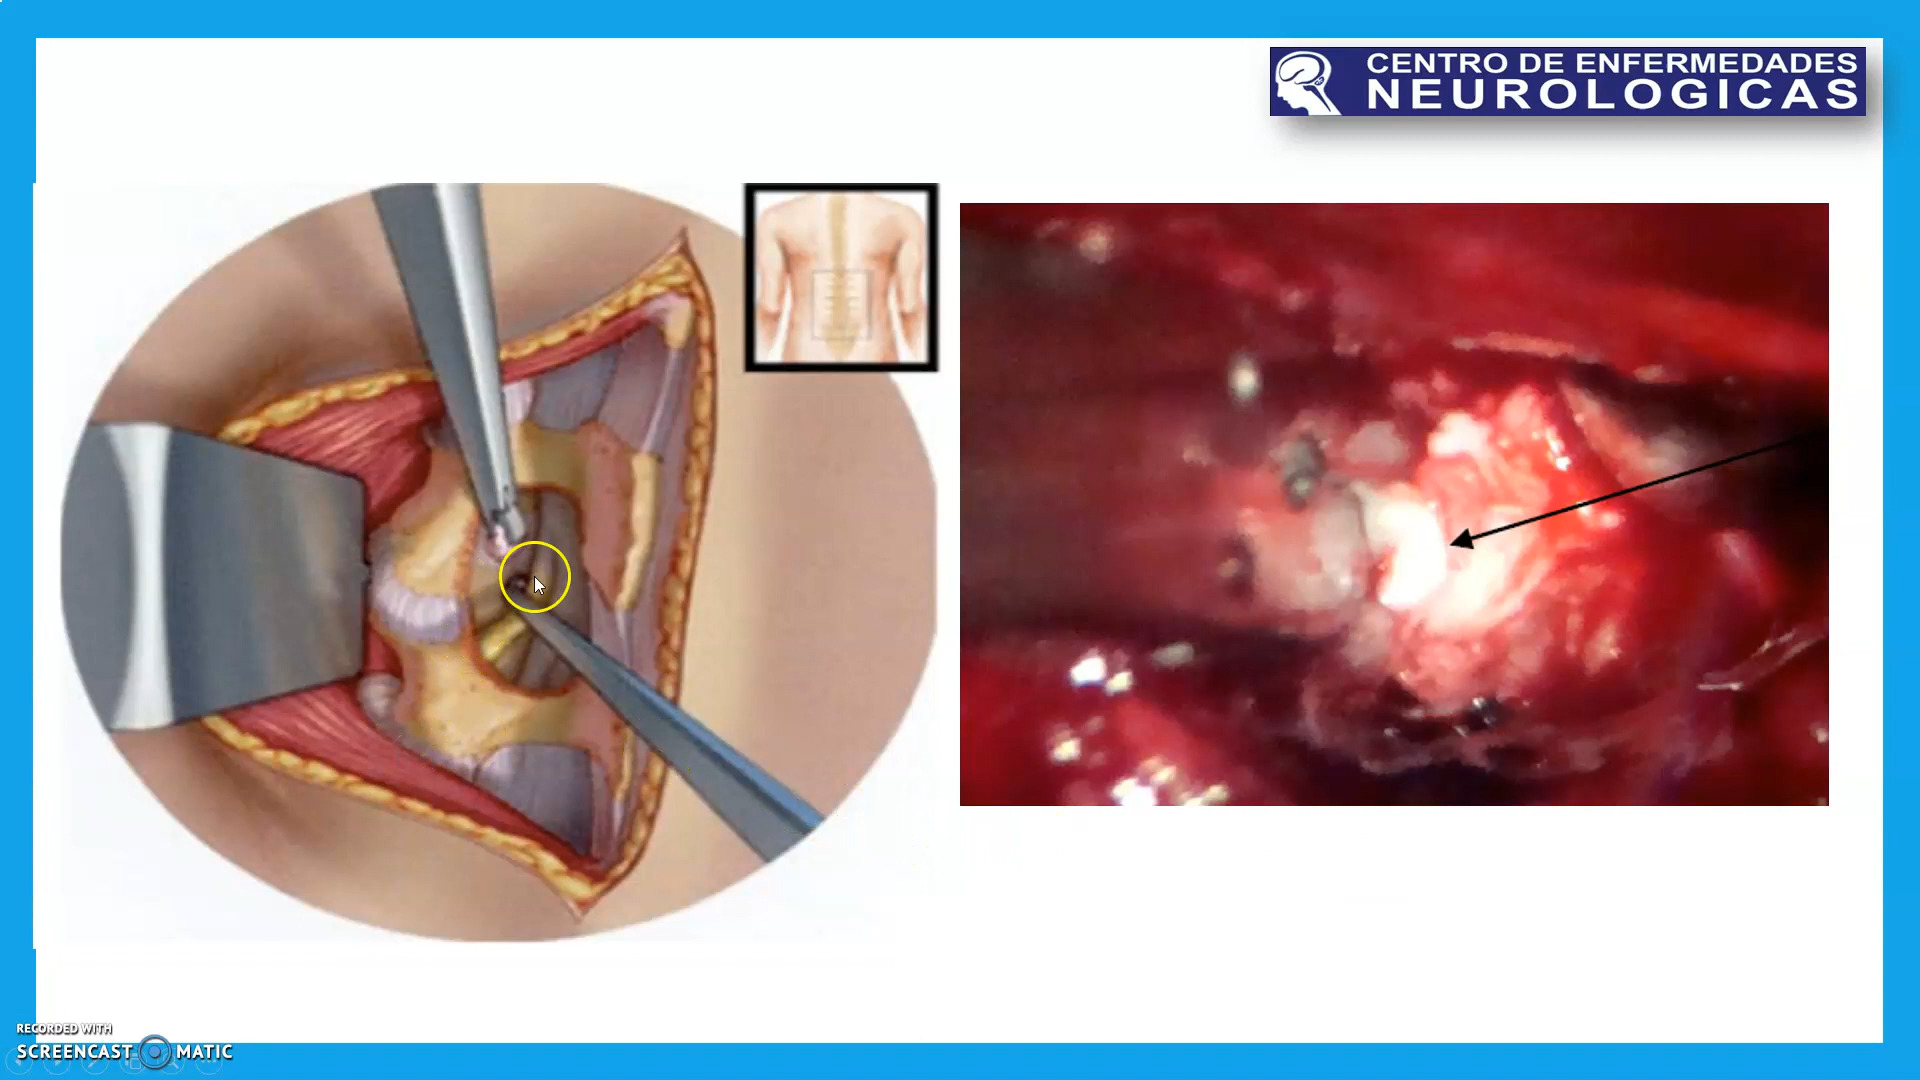 CENTRO DE ENFERMEDADES
NEUROLOGICAS
RECORDED WITH
SCREENCAST MATIC